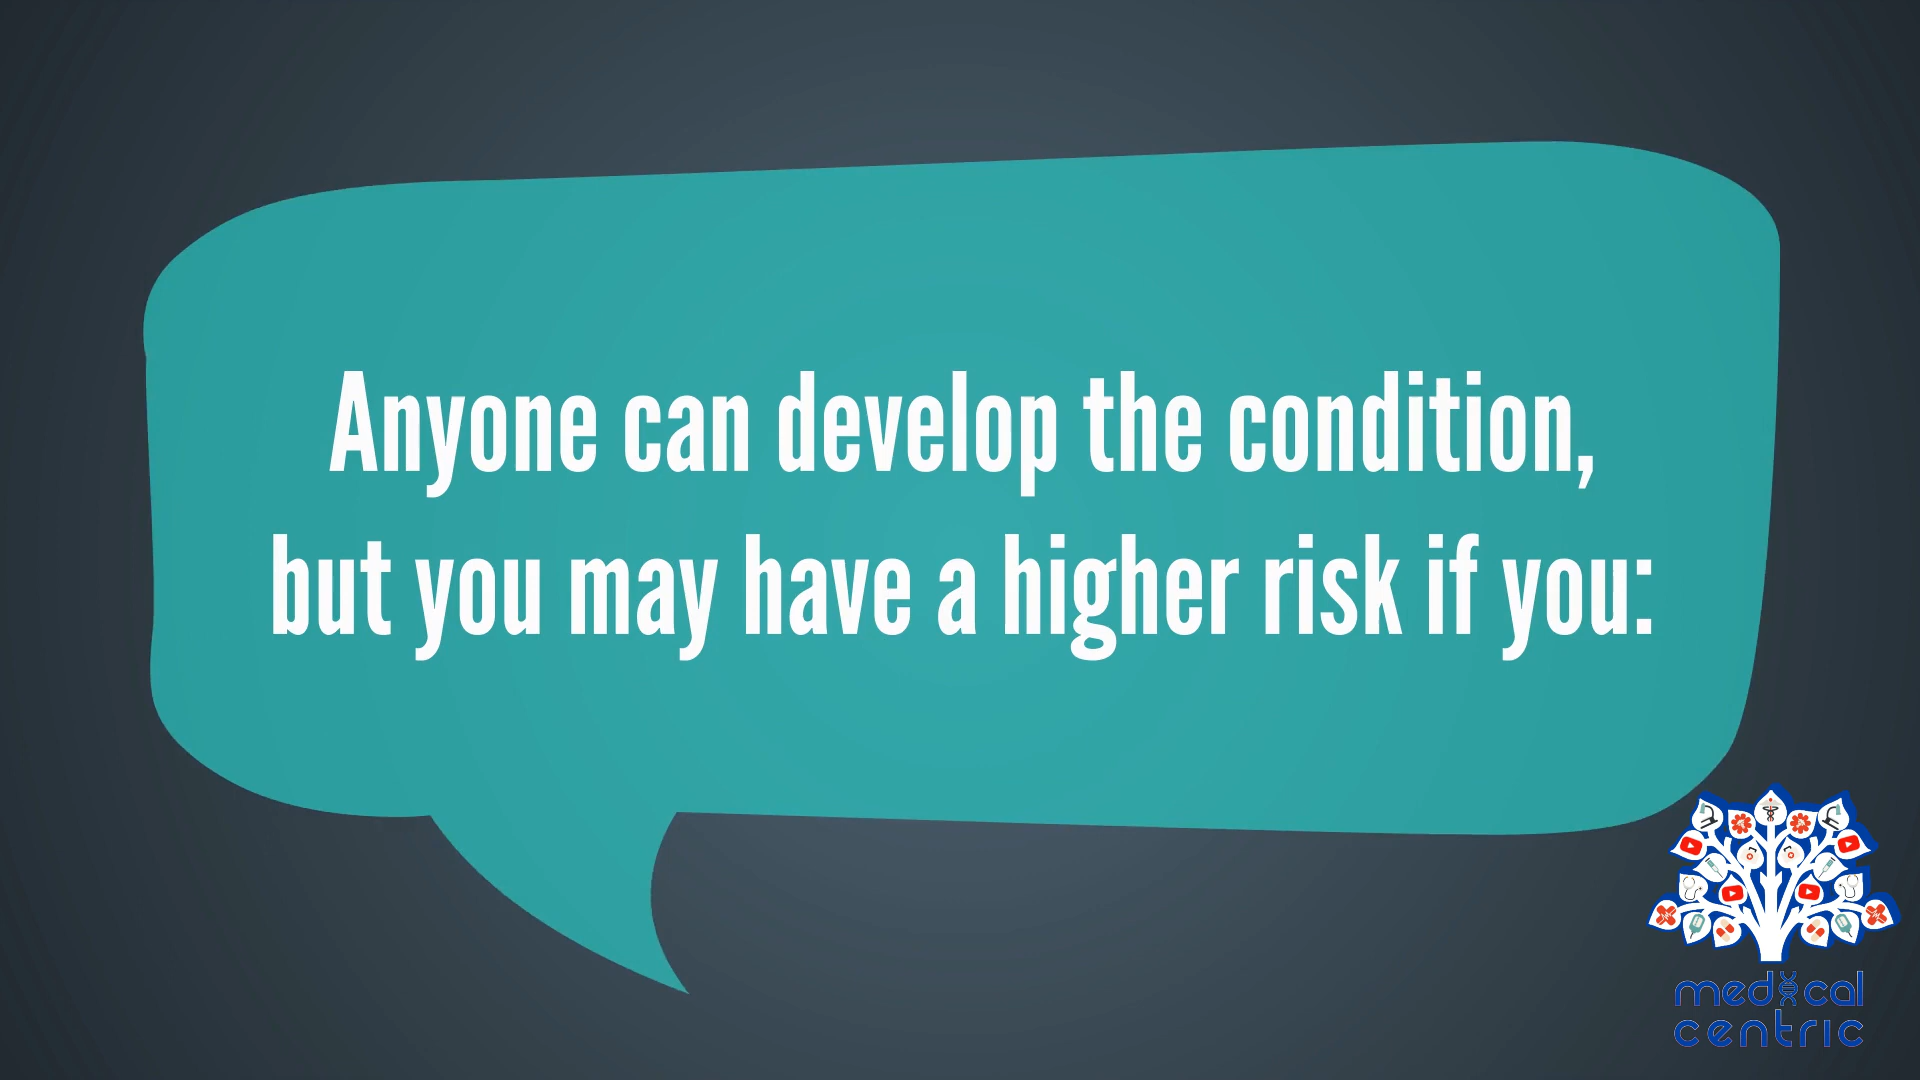 Anyone can develop the condition,
but you may have a higher risk if you:
medical
centric